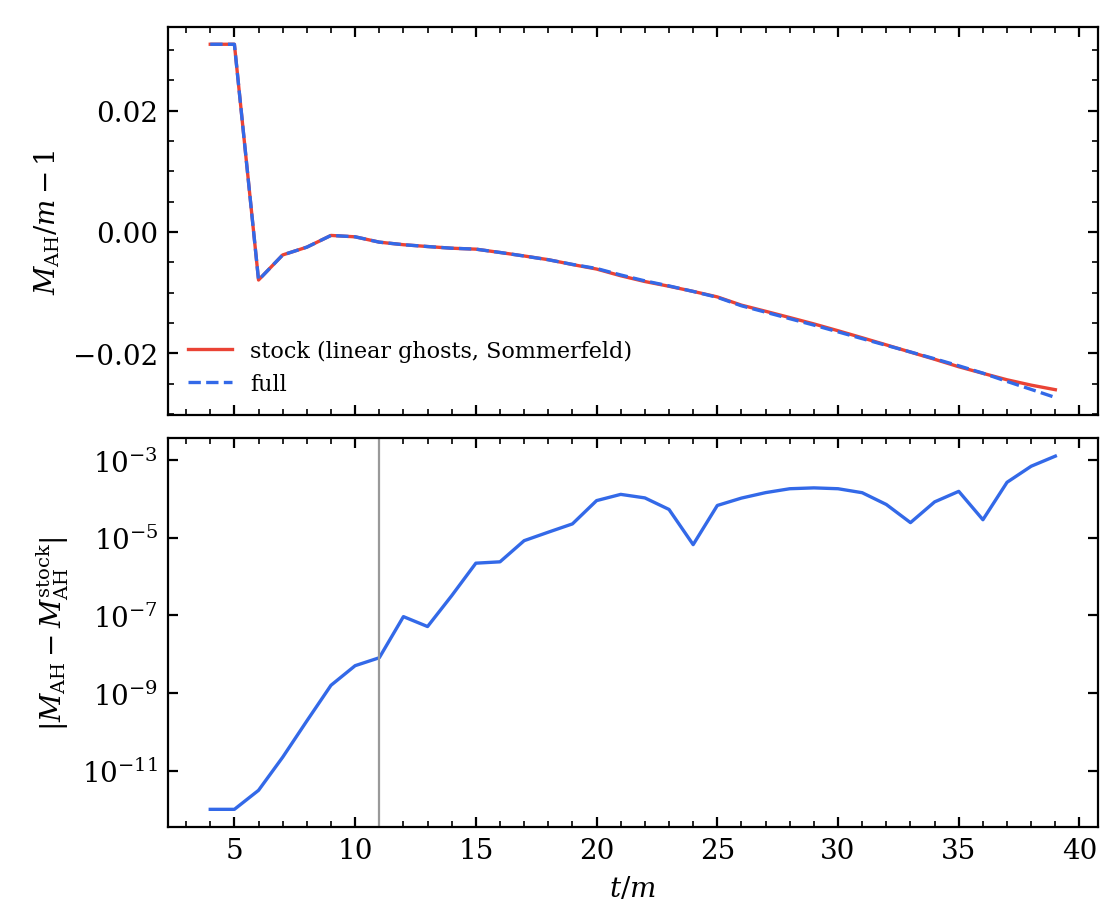 M_AH/m − 1
0.02
0.00
−0.02
stock (linear ghosts, Sommerfeld)
full
|M_AH − M_AH^stock|
10^−3
10^−5
10^−7
10^−9
10^−11
5 10 15 20 25 30 35 40
t/m